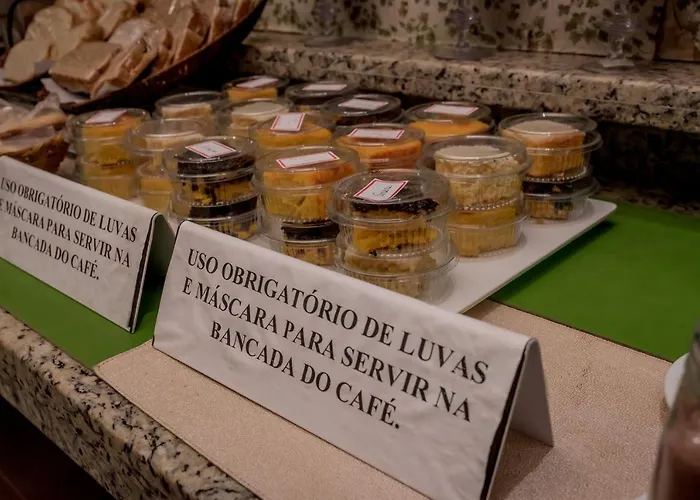 USO OBRIGATÓRIO DE LUVAS
E MÁSCARA PARA SERVIR NA
BANCADA DO CAFÉ.
USO OBRIGATÓRIO DE LUVAS
E MÁSCARA PARA SERVIR NA
BANCADA DO CAFÉ.